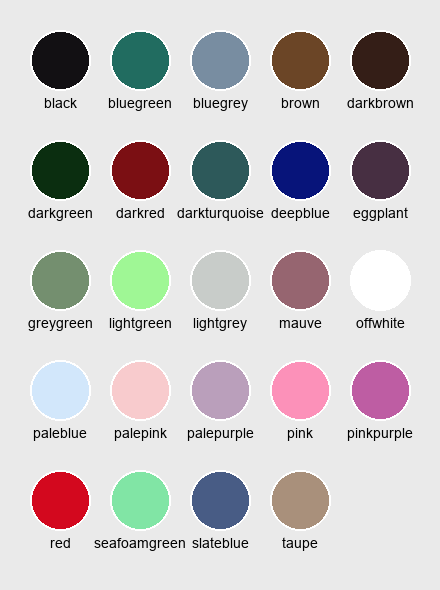 black bluegreen bluegrey brown darkbrown
darkgreen darkred darkturquoise deepblue eggplant
greygreen lightgreen lightgrey mauve offwhite
paleblue palepink palepurple pink pinkpurple
red seafoamgreen slateblue taupe